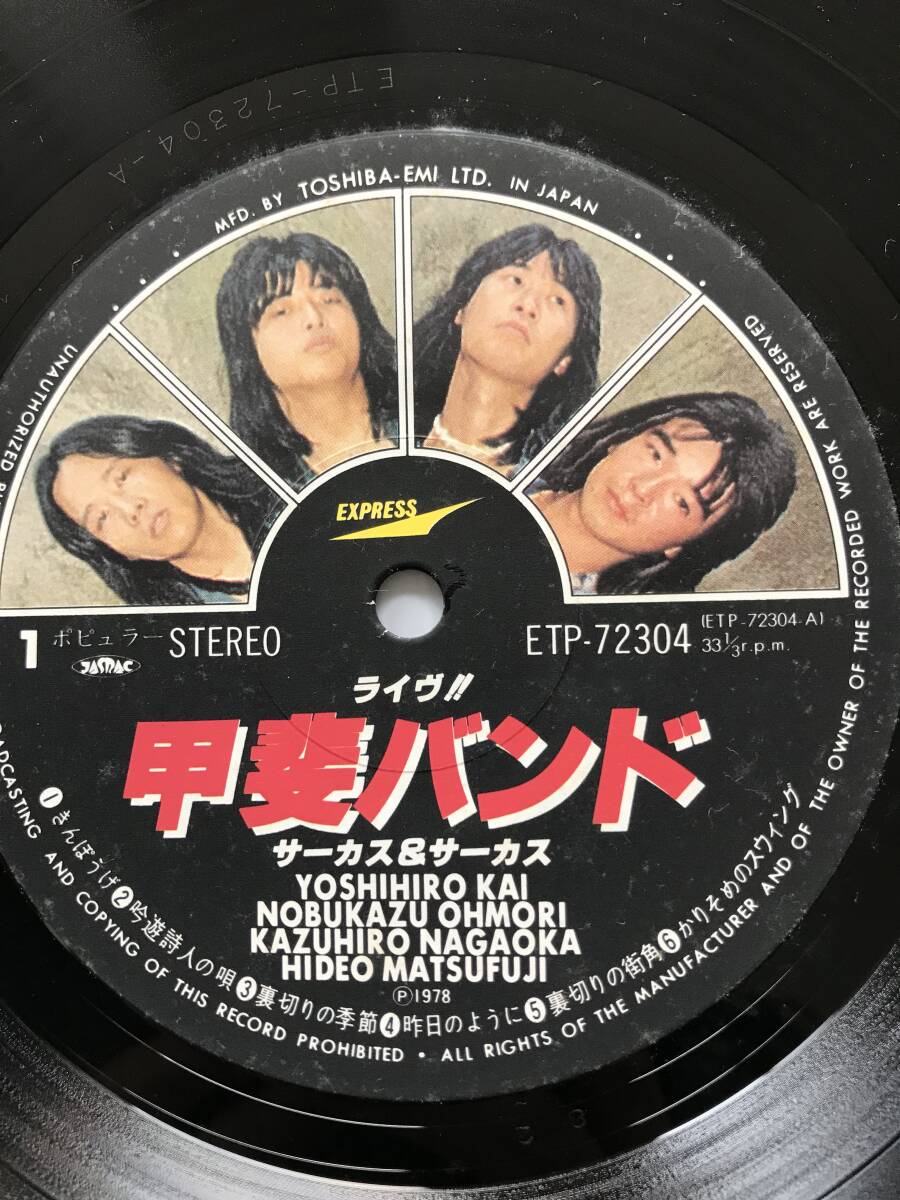 ETP-72304-A
MFD. BY TOSHIBA-EMI LTD. IN JAPAN
EXPRESS
1 ポピュラー STEREO
JASRAC
ETP-72304 (ETP-72304-A)
33⅓r.p.m.
ライヴ!!
甲斐バンド
サーカス&サーカス
YOSHIHIRO KAI
NOBUKAZU OHMORI
KAZUHIRO NAGAOKA
HIDEO MATSUFUJI
Ⓟ1978
❶きんぽうげ❷吟遊詩人の唄❸裏切りの季節❹昨日のように❺裏切りの街角❻かりそめのスウィング
UNAUTHORIZED
AND COPYING OF THIS RECORD PROHIBITED • ALL RIGHTS OF THE MANUFACTURER AND OF THE OWNER OF THE RECORDED WORK ARE RESERVED